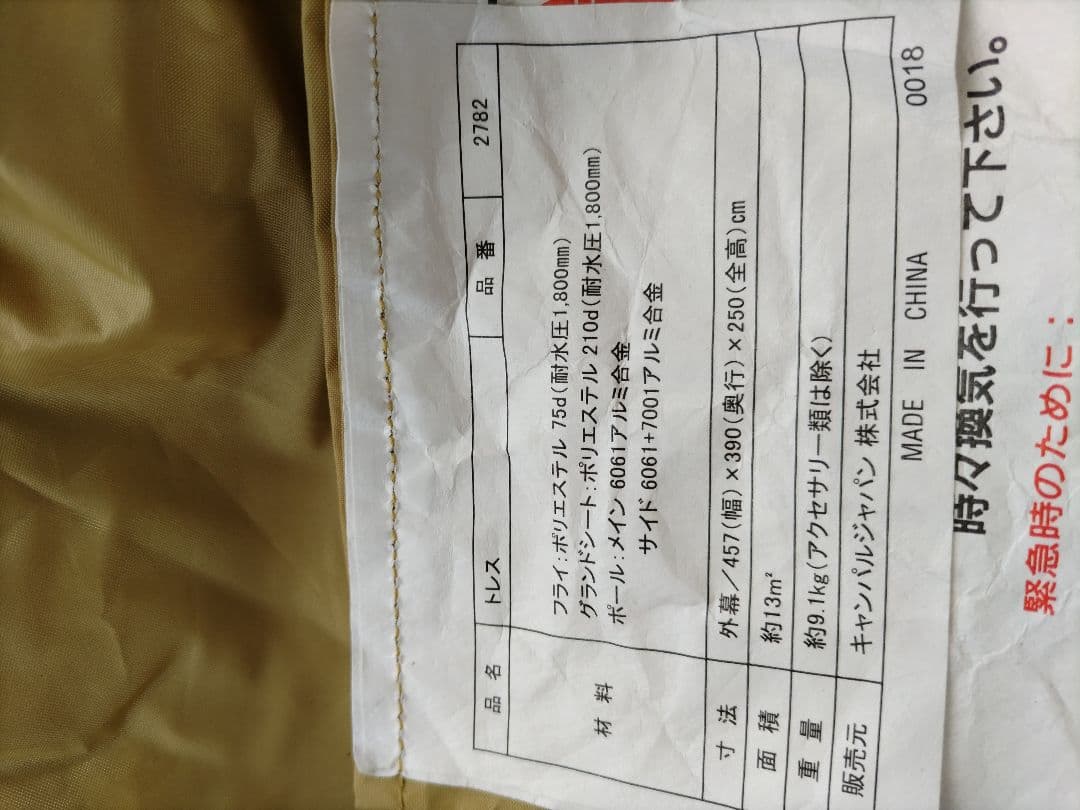 品名 トレス 品番 2782
材料 フライ:ポリエステル 75d(耐水圧1,800㎜)
グランドシート:ポリエステル 210d(耐水圧1,800㎜)
ポール:メイン 6061アルミ合金
サイド 6061+7001アルミ合金
寸法 外幕/457(幅)×390(奥行)×250(全高)cm
面積 約13m²
重量 約9.1kg(アクセサリー類は除く)
販売元 キャンパルジャパン 株式会社
MADE IN CHINA 0018
時々換気を行って下さい。
緊急時のために: